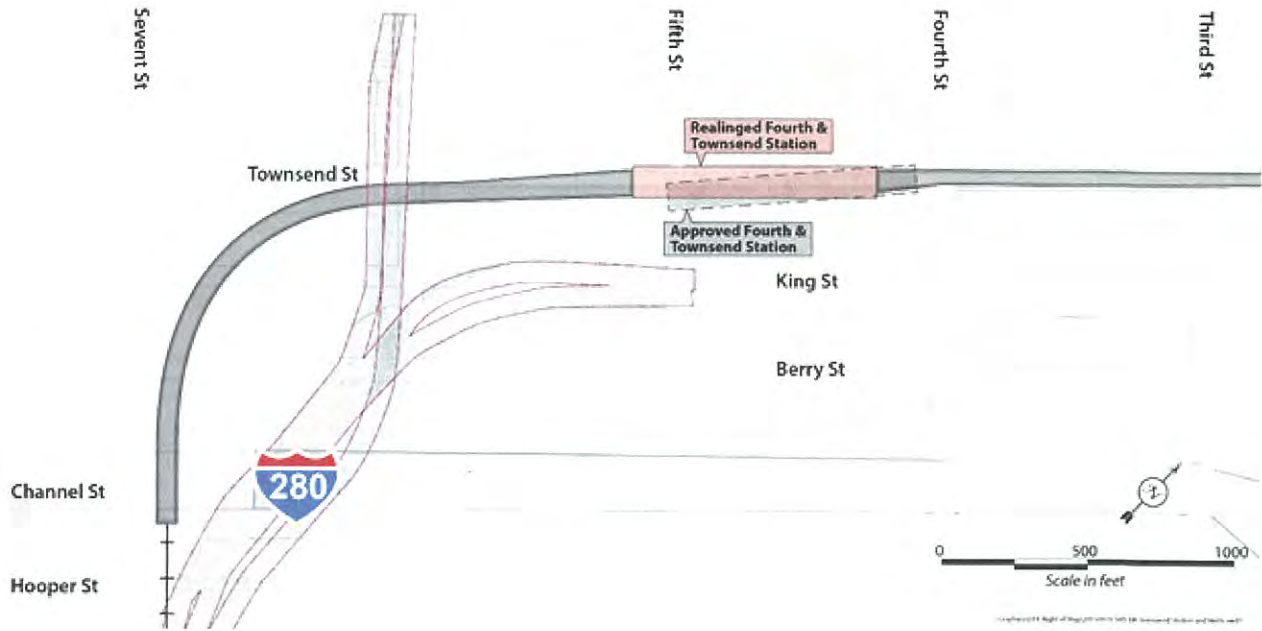 Sevent St
Fifth St
Fourth St
Third St
Realinged Fourth &
Townsend Station
Townsend St
Approved Fourth &
Townsend Station
King St
Berry St
280
Channel St
Z
0 500 1000
Hooper St
Scale in feet